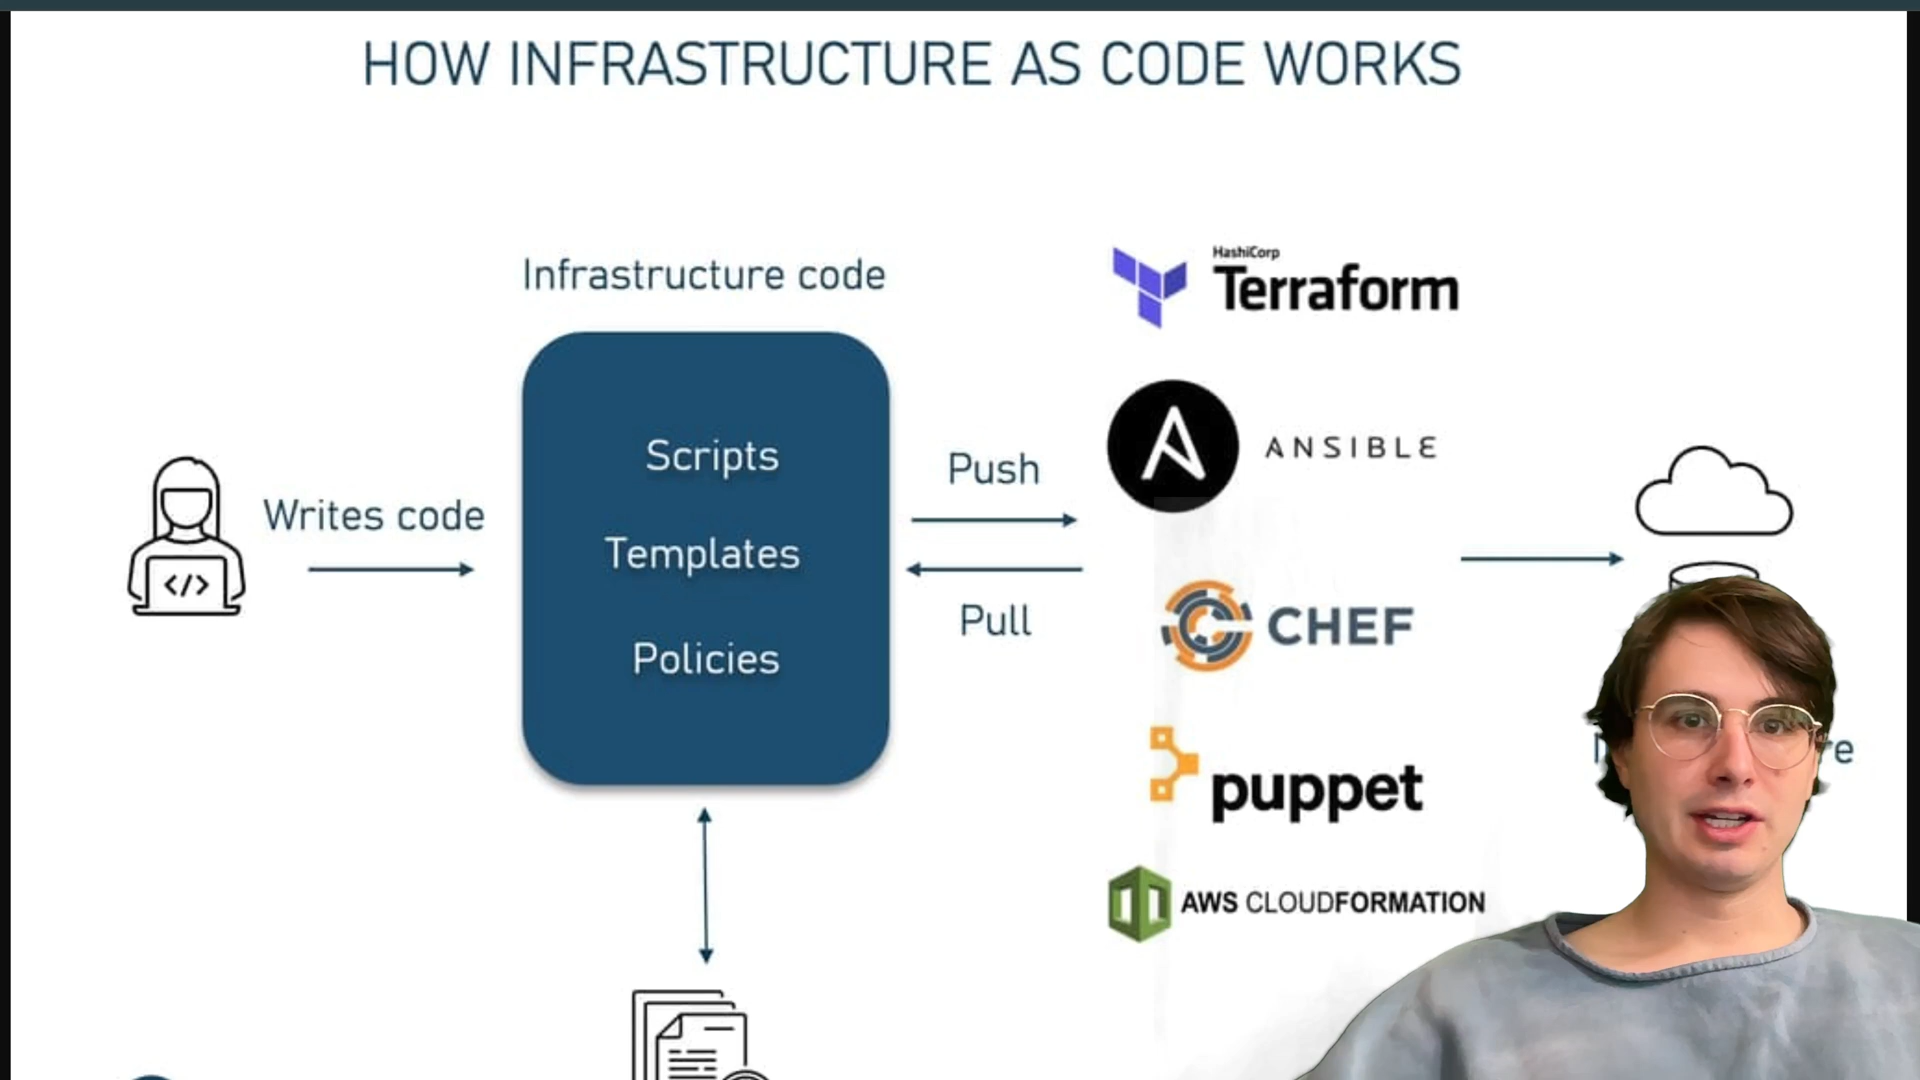 HOW INFRASTRUCTURE AS CODE WORKS
Infrastructure code
HashiCorp
Terraform
Scripts
Templates
Policies
Writes code
</>
Push
Pull
ANSIBLE
CHEF
puppet
AWS CLOUDFORMATION